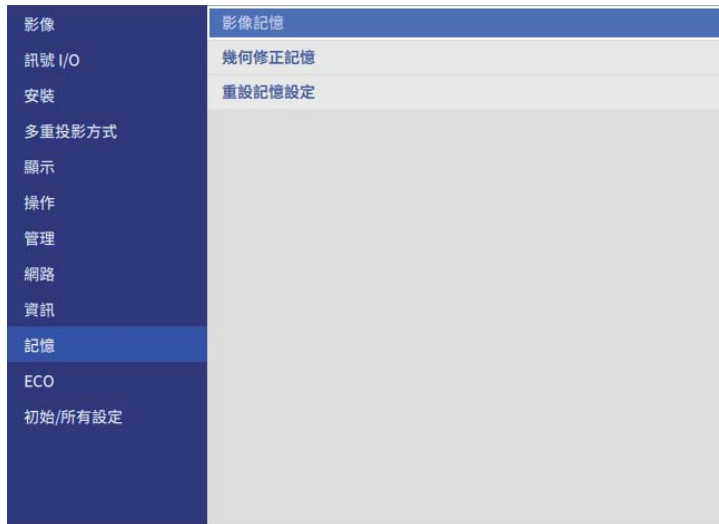 影像
訊號 I/O
安裝
多重投影方式
顯示
操作
管理
網路
資訊
記憶
ECO
初始/所有設定
影像記憶
幾何修正記憶
重設記憶設定